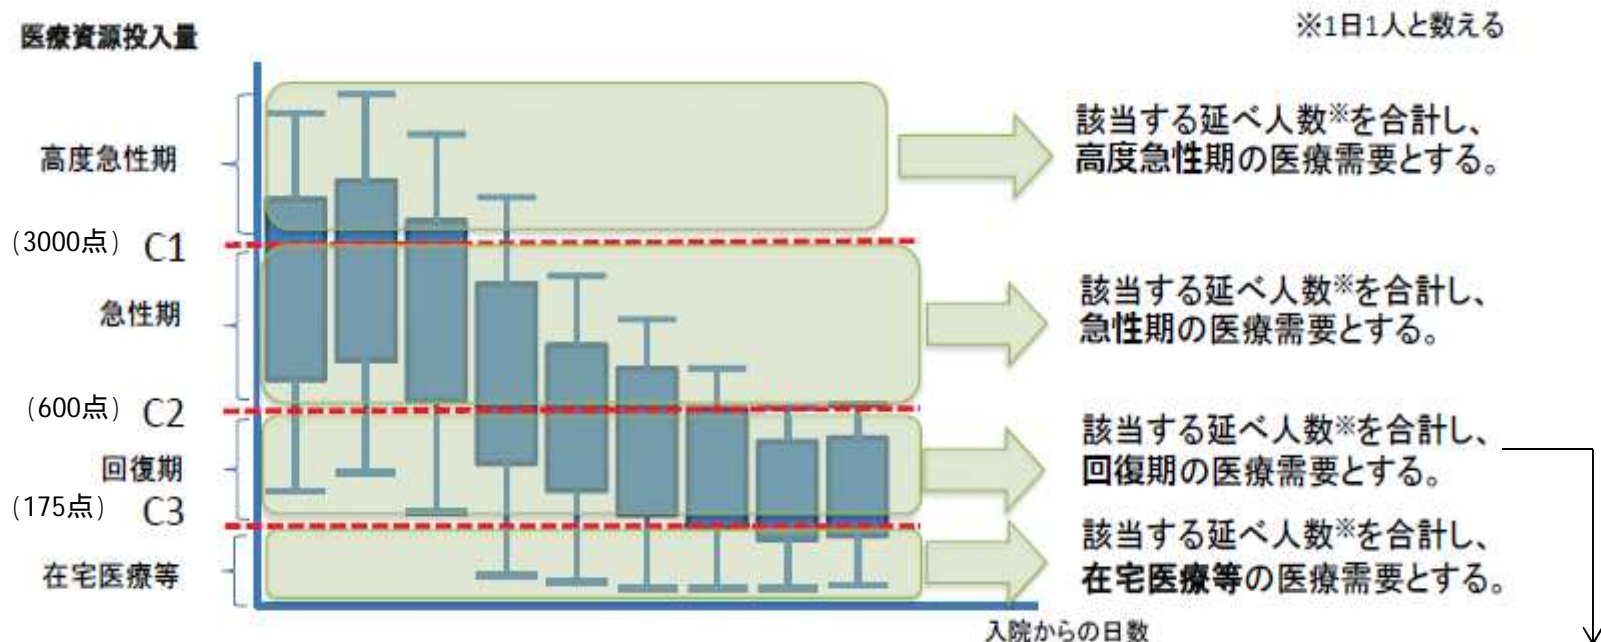 医療資源投入量
※1日1人と数える
高度急性期
該当する延べ人数※を合計し、
高度急性期の医療需要とする。
(3000点) C1
急性期
該当する延べ人数※を合計し、
急性期の医療需要とする。
(600点) C2
回復期
該当する延べ人数※を合計し、
回復期の医療需要とする。
(175点) C3
在宅医療等
該当する延べ人数※を合計し、
在宅医療等の医療需要とする。
入院からの日数